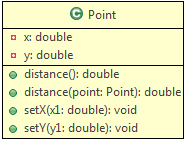 C Point
x: double
y: double
distance(): double
distance(point: Point): double
setX(x1: double): void
setY(y1: double): void